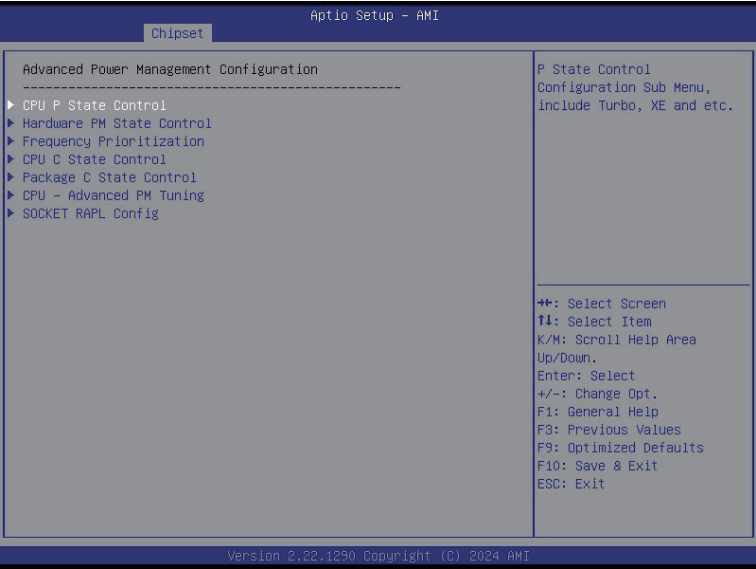 Aptio Setup – AMI
Chipset
Advanced Power Management Configuration
--------------------------------------------------
CPU P State Control
Hardware PM State Control
Frequency Prioritization
CPU C State Control
Package C State Control
CPU – Advanced PM Tuning
SOCKET RAPL Config
P State Control
Configuration Sub Menu,
include Turbo, XE and etc.
→←: Select Screen
↑↓: Select Item
K/M: Scroll Help Area
Up/Down.
Enter: Select
+/-: Change Opt.
F1: General Help
F3: Previous Values
F9: Optimized Defaults
F10: Save & Exit
ESC: Exit
Version 2.22.1290 Copyright (C) 2024 AMI